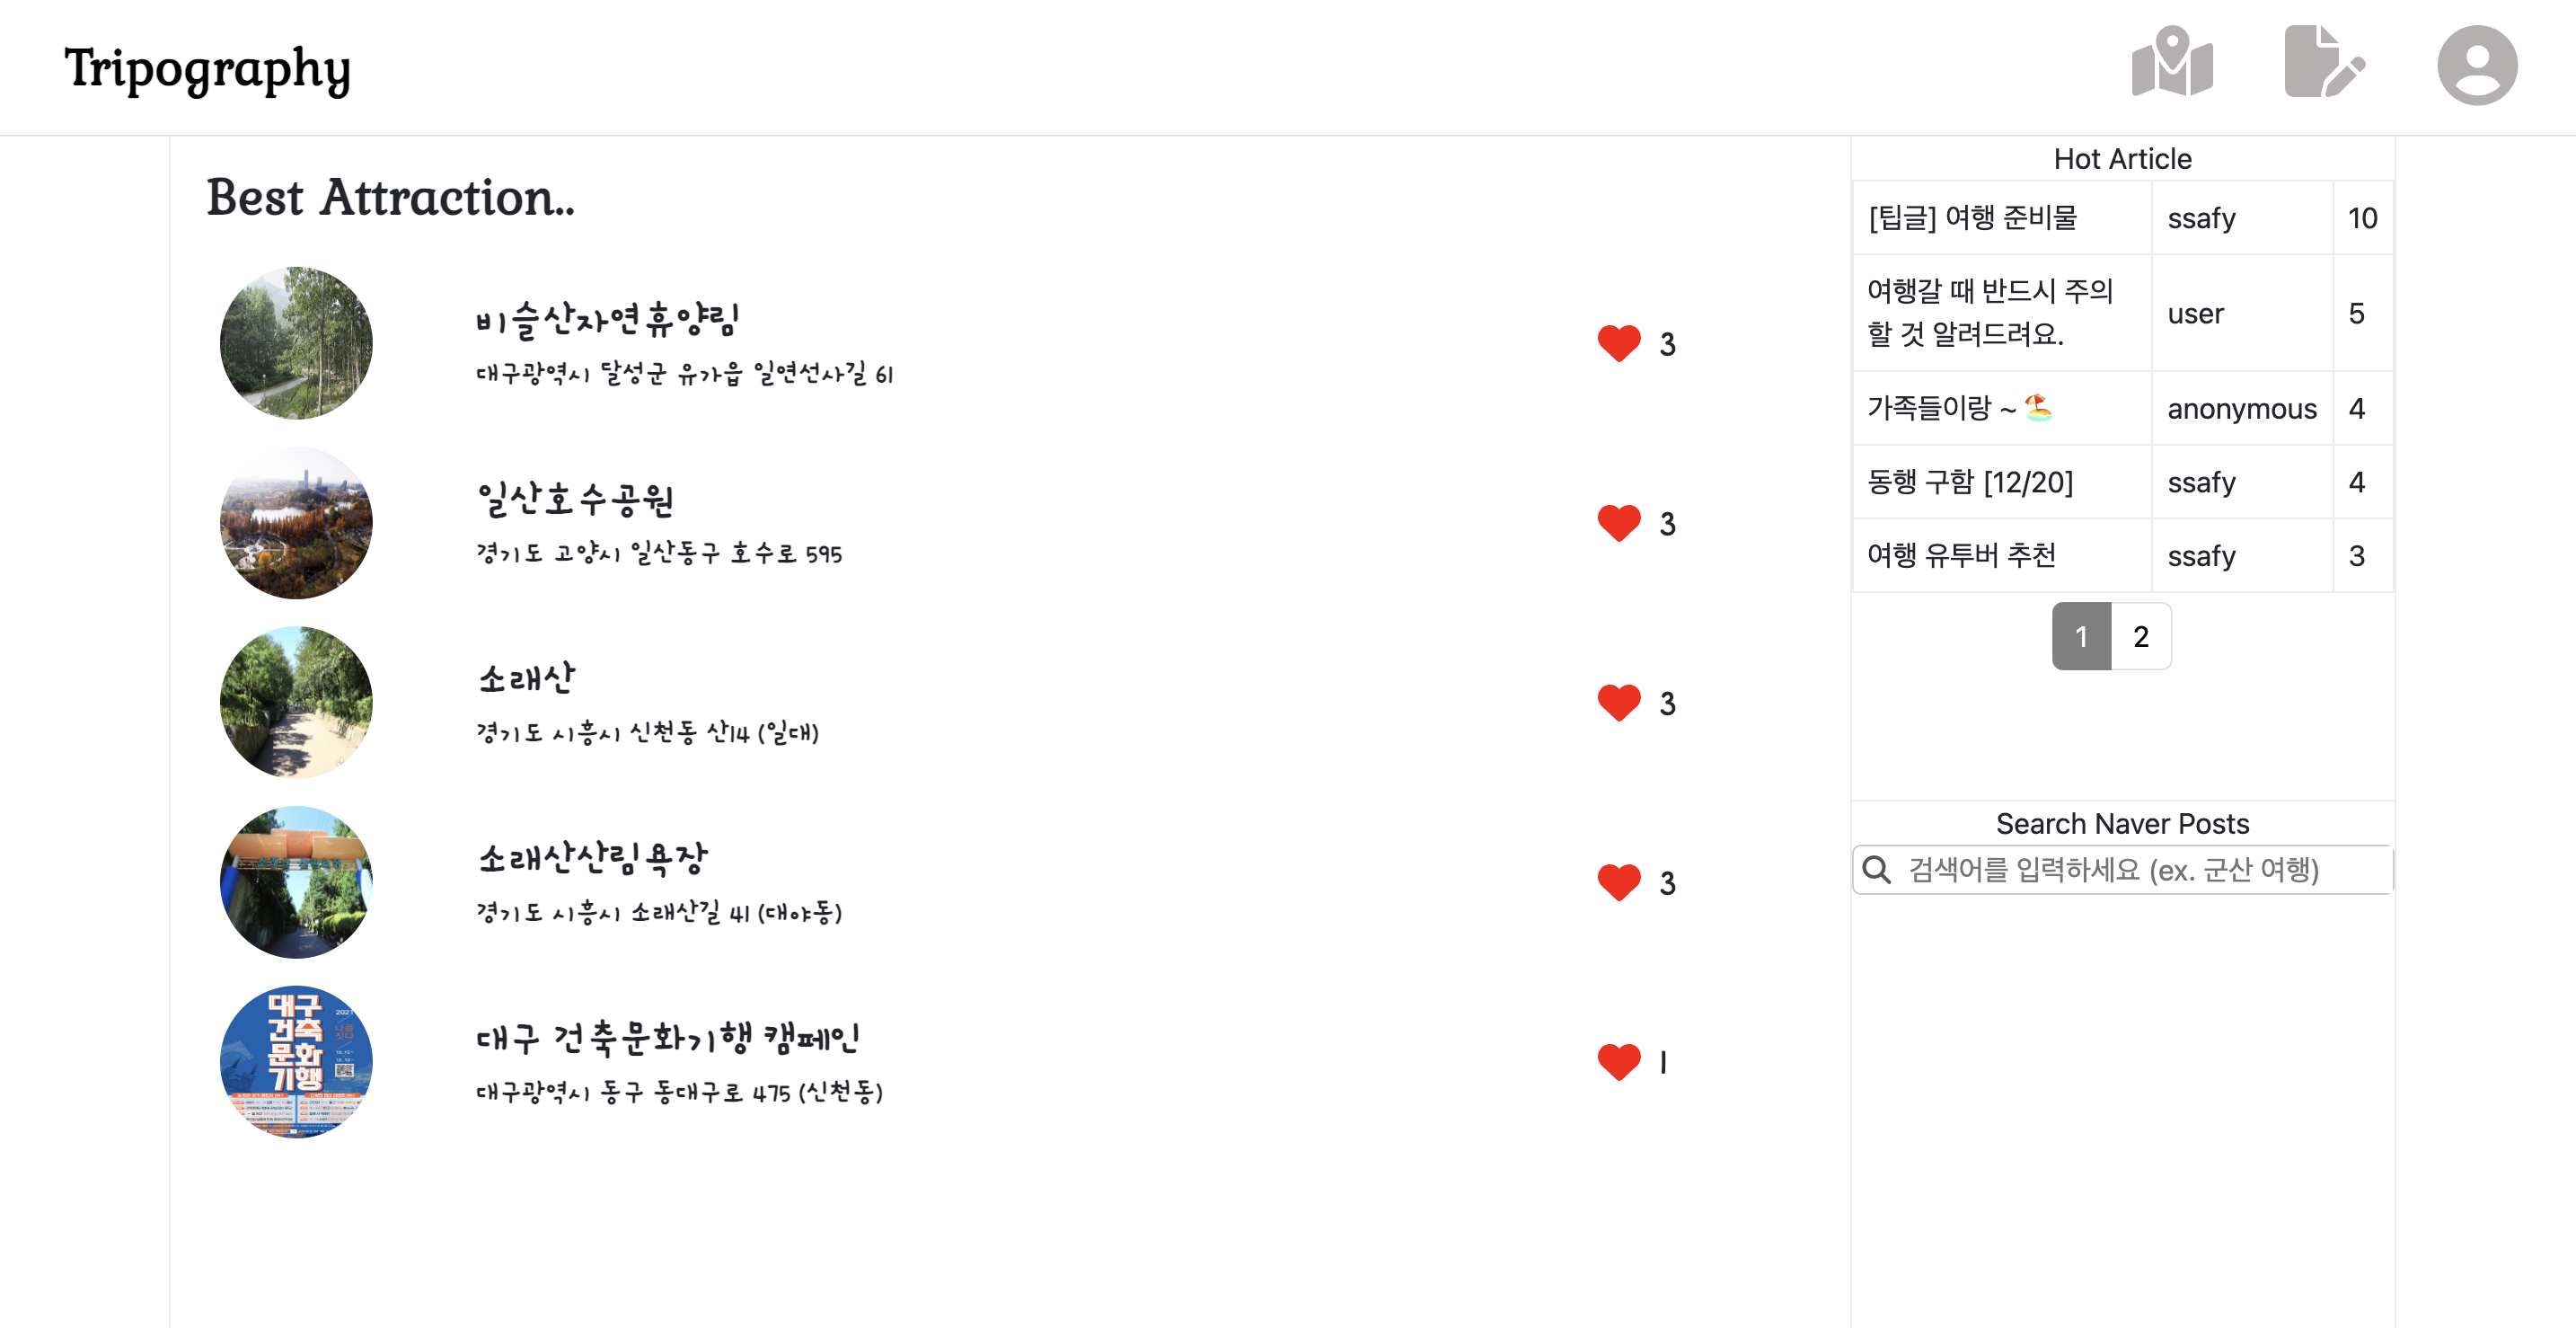 Tripography
Best Attraction..
비슬산자연휴양림
대구광역시 달성군 유가읍 일연선사길 61
3
일산호수공원
경기도 고양시 일산동구 호수로 595
3
소래산
경기도 시흥시 신천동 산14 (일대)
3
소래산산림욕장
경기도 시흥시 소래산길 41 (대야동)
3
대구
건축
문화
기행
2021
대구 건축문화기행 캠페인
대구광역시 동구 동대구로 475 (신천동)
1
Hot Article
[팁글] 여행 준비물 ssafy 10
여행갈 때 반드시 주의
할 것 알려드려요. user 5
가족들이랑 ~ 🏖️ anonymous 4
동행 구함 [12/20] ssafy 4
여행 유투버 추천 ssafy 3
1 2
Search Naver Posts
검색어를 입력하세요 (ex. 군산 여행)